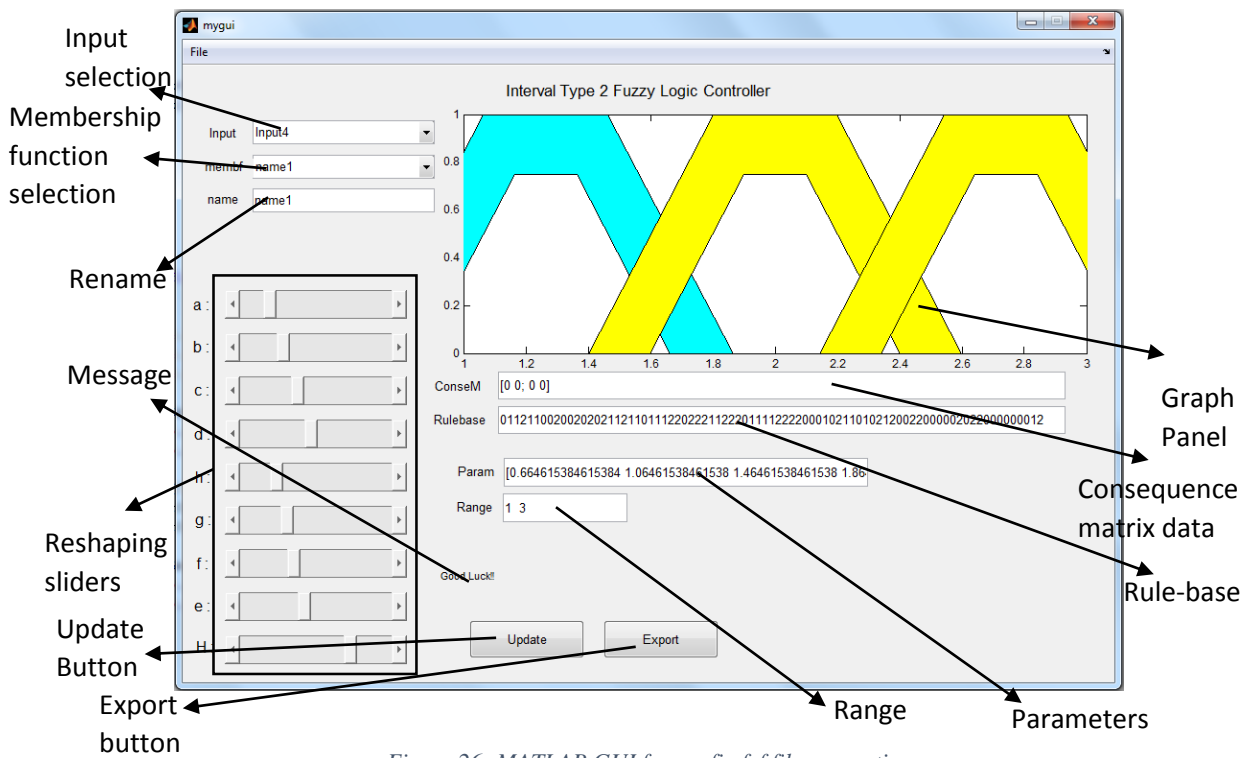 mygui
File
Input
selection
Membership
function
selection
Rename
Message
Reshaping
sliders
Update
Button
Export
button
Input
Input4
membf
name1
name
name1
a :
b :
c :
d :
h :
g :
f :
e :
H
Interval Type 2 Fuzzy Logic Controller
1
0.8
0.6
0.4
0.2
0
1 1.2 1.4 1.6 1.8 2 2.2 2.4 2.6 2.8 3
ConseM [0 0; 0 0]
Rulebase
Param [0.664615384615384 1.06461538461538 1.46461538461538
Range 1 3
Good Luck!!
Update
Export
Graph
Panel
Consequence
matrix data
Rule-base
Range
Parameters
MATLAB GUI for